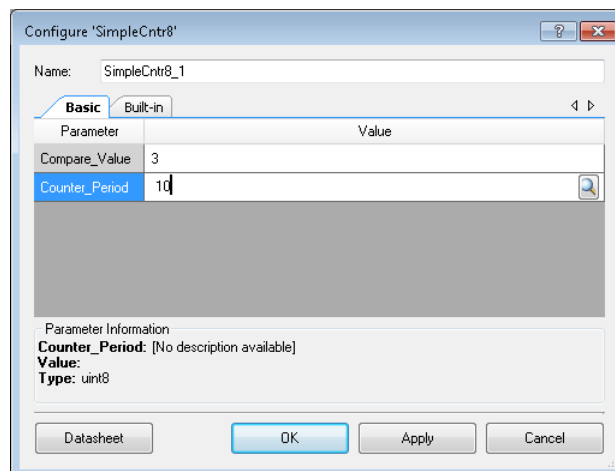 Configure 'SimpleCntr8'
Name: SimpleCntr8_1
Basic Built-in
Parameter Value
Compare_Value 3
Counter_Period 10
Parameter Information
Counter_Period: [No description available]
Value:
Type: uint8
Datasheet OK Apply Cancel